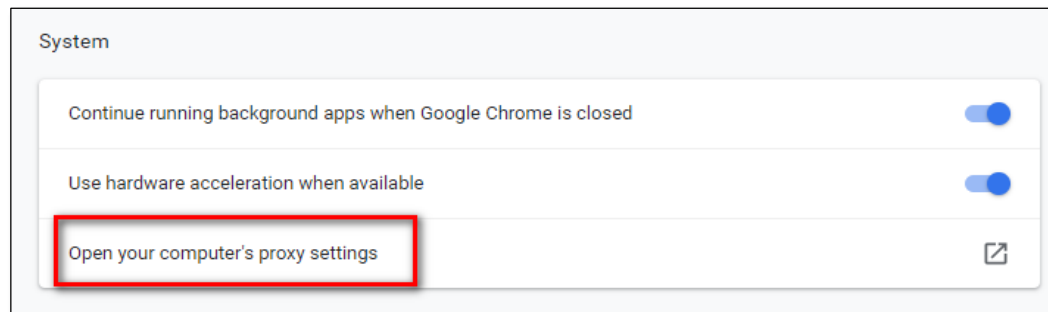 System
Continue running background apps when Google Chrome is closed
Use hardware acceleration when available
Open your computer's proxy settings